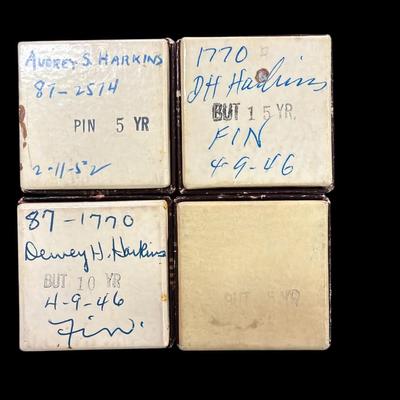 AUDREY S. HARKINS
87-2574
PIN 5 YR
2-11-52
1770
DH Harkins
BUT 15 YR.
FIN
4-9-46
87-1770
Dewey H. Harkins
BUT 10 YR
4-9-46
Fin.
BUT 5 YR